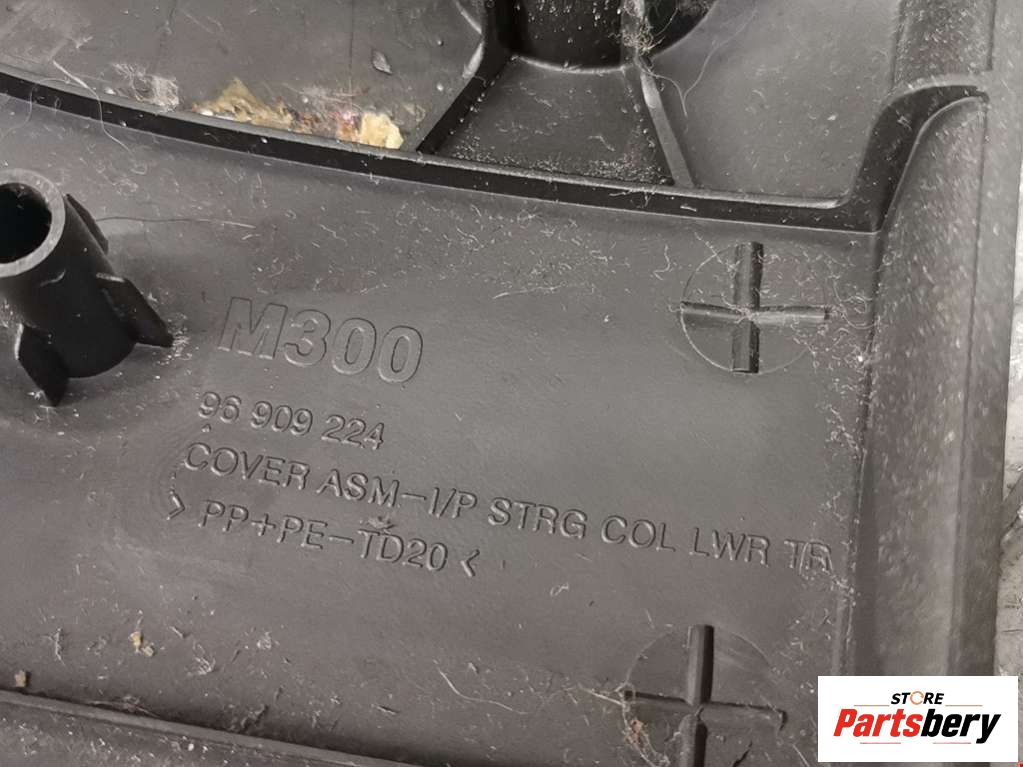 M300
96 909 224
COVER ASM-I/P STRG COL LWR TR
> PP+PE-TD20 <
STORE
Partsbery